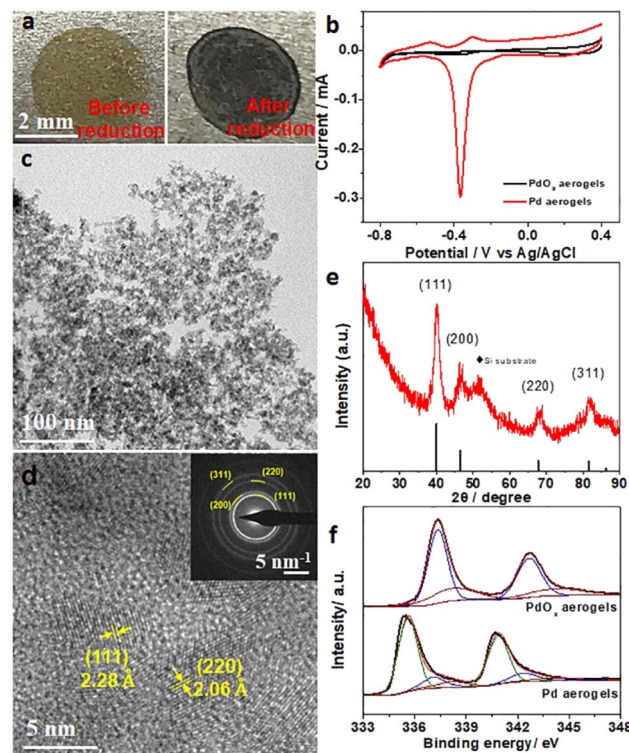 a
Before
reduction
2 mm
After
reduction
b
Current / mA
0.0
-0.1
-0.2
-0.3
PdOx aerogels
Pd aerogels
-0.8 -0.4 0.0 0.4
Potential / V vs Ag/AgCl
c
100 nm
d
(311)
(220)
(200)
(111)
5 nm-1
(111)
2.28 Å
(220)
2.06 Å
5 nm
e
Intensity (a.u.)
(111)
(200)
♦Si substrate
(220)
(311)
20 30 40 50 60 70 80 90
2θ / degree
f
Intensity/ a.u.
PdOx aerogels
Pd aerogels
333 336 339 342 345 348
Binding energy / eV